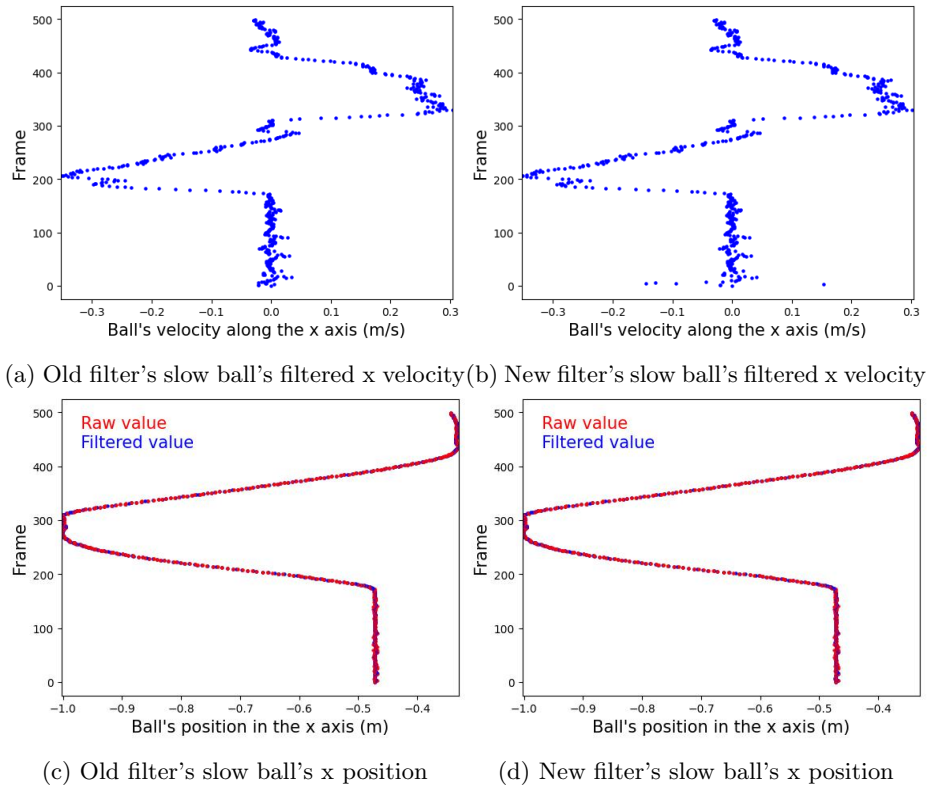 500
400
300
200
100
0
Frame
−0.3 −0.2 −0.1 0.0 0.1 0.2 0.3
Ball's velocity along the x axis (m/s)
500
400
300
200
100
0
Frame
−0.3 −0.2 −0.1 0.0 0.1 0.2 0.3
Ball's velocity along the x axis (m/s)
(a) Old filter's slow ball's filtered x velocity
(b) New filter's slow ball's filtered x velocity
500
400
300
200
100
0
Frame
Raw value
Filtered value
−1.0 −0.9 −0.8 −0.7 −0.6 −0.5 −0.4
Ball's position in the x axis (m)
500
400
300
200
100
0
Frame
Raw value
Filtered value
−1.0 −0.9 −0.8 −0.7 −0.6 −0.5 −0.4
Ball's position in the x axis (m)
(c) Old filter's slow ball's x position
(d) New filter's slow ball's x position